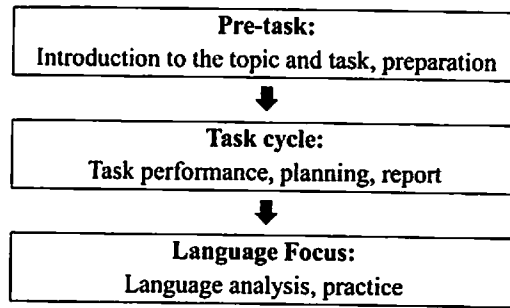 Pre-task:
Introduction to the topic and task, preparation
Task cycle:
Task performance, planning, report
Language Focus:
Language analysis, practice